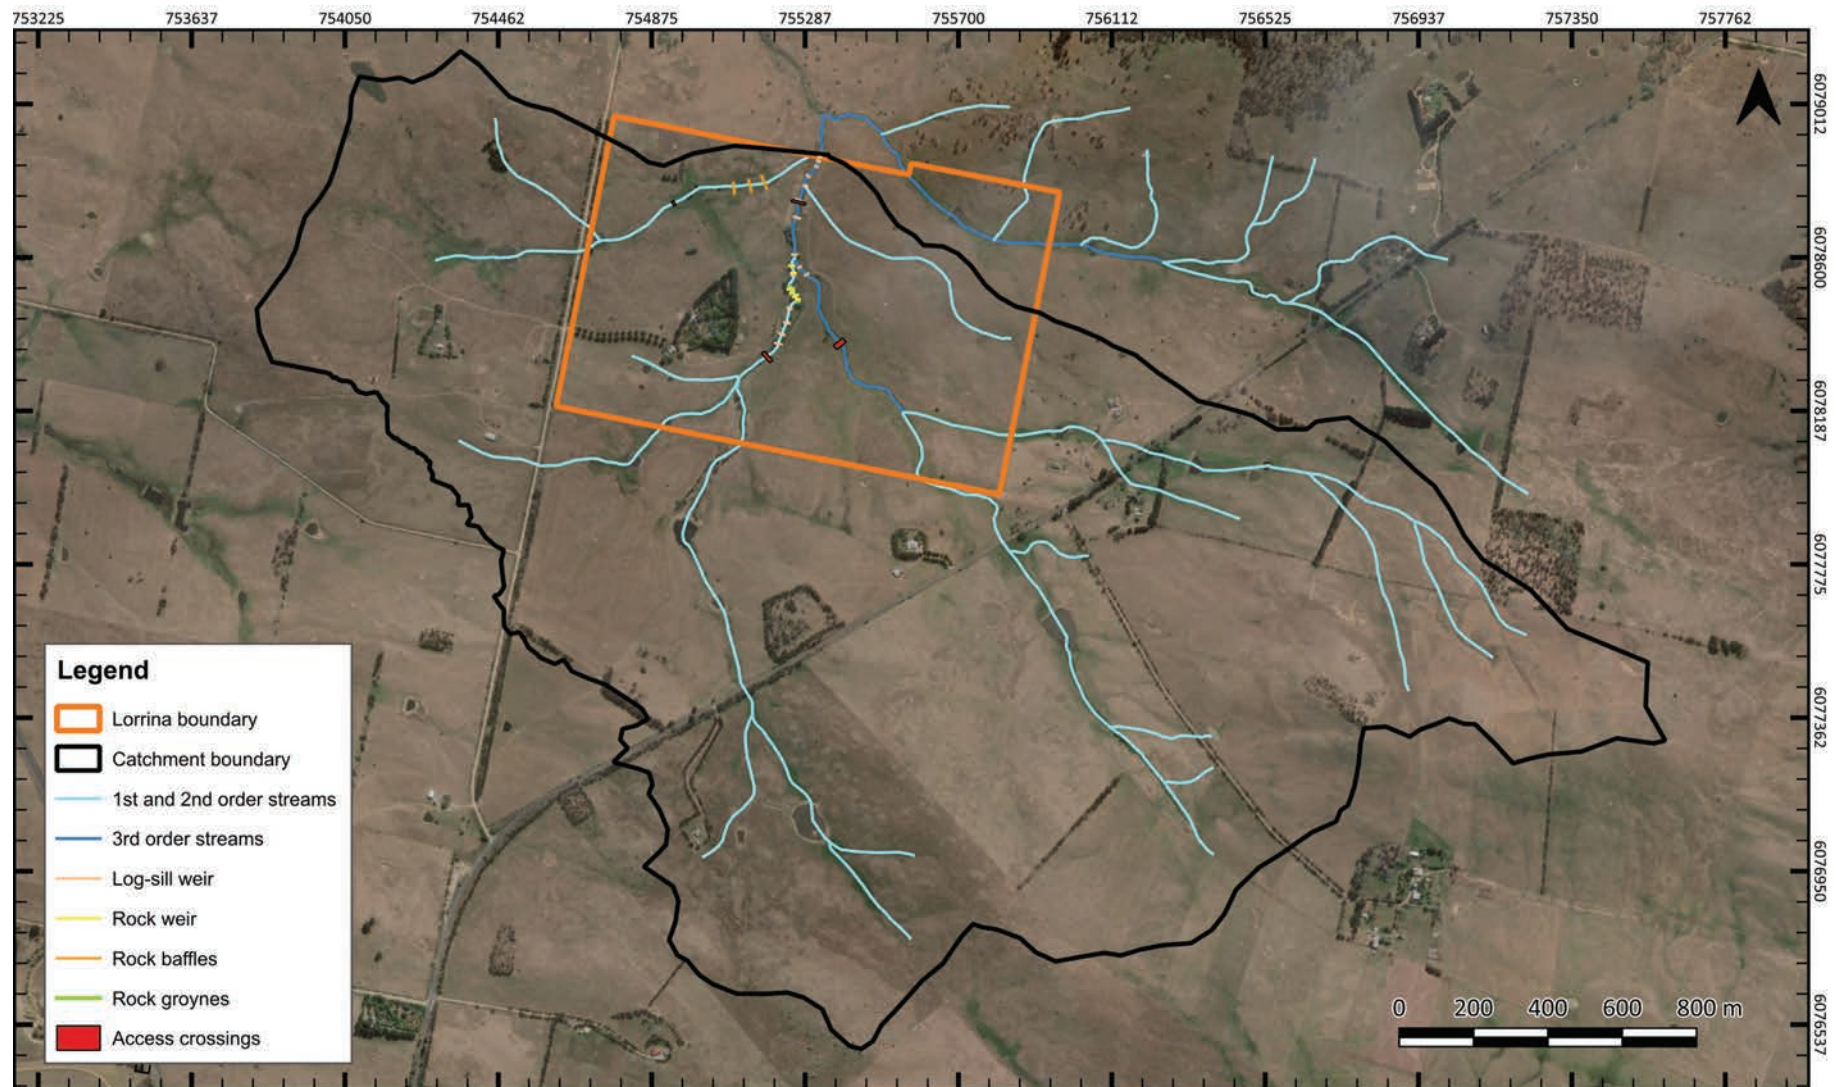 753225 753637 754050 754462 754875 755287 755700 756112 756525 756937 757350 757762
6079012
6078600
6078187
6077775
6077362
6076950
6076537
Legend
Lorrina boundary
Catchment boundary
1st and 2nd order streams
3rd order streams
Log-sill weir
Rock weir
Rock baffles
Rock groynes
Access crossings
0 200 400 600 800 m